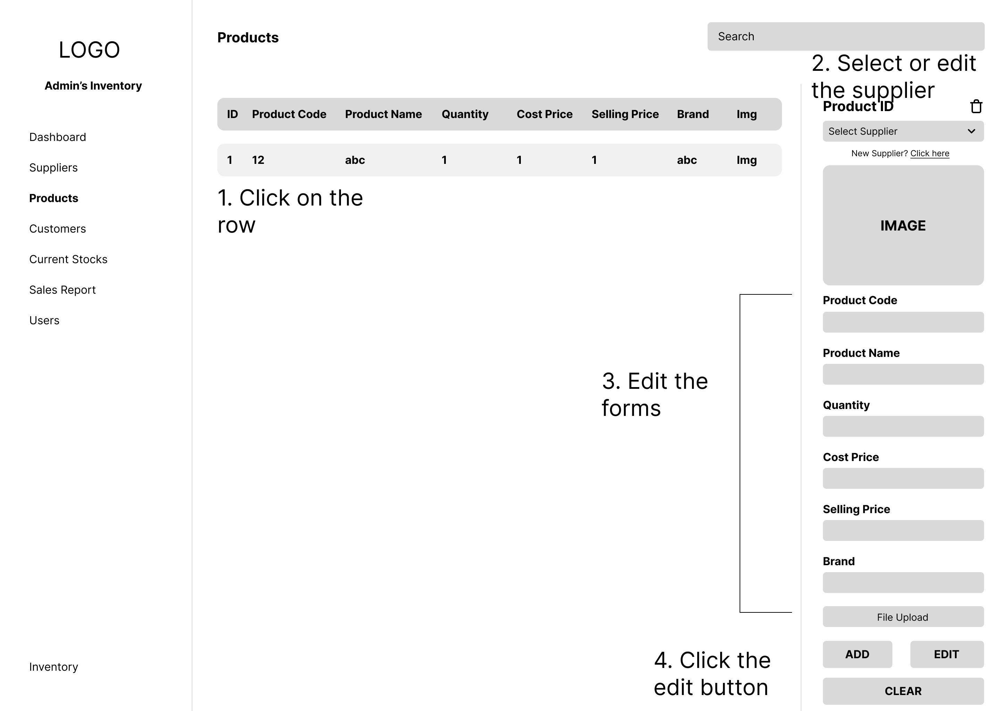 LOGO
Admin’s Inventory
Dashboard
Suppliers
Products
Customers
Current Stocks
Sales Report
Users
Inventory
Products
Search
ID Product Code Product Name Quantity Cost Price Selling Price Brand Img
1 12 abc 1 1 1 abc Img
1. Click on the
row
2. Select or edit
the supplier
Product ID
Select Supplier
New Supplier? Click here
IMAGE
Product Code
Product Name
Quantity
Cost Price
Selling Price
Brand
3. Edit the
forms
File Upload
ADD EDIT
4. Click the
edit button
CLEAR